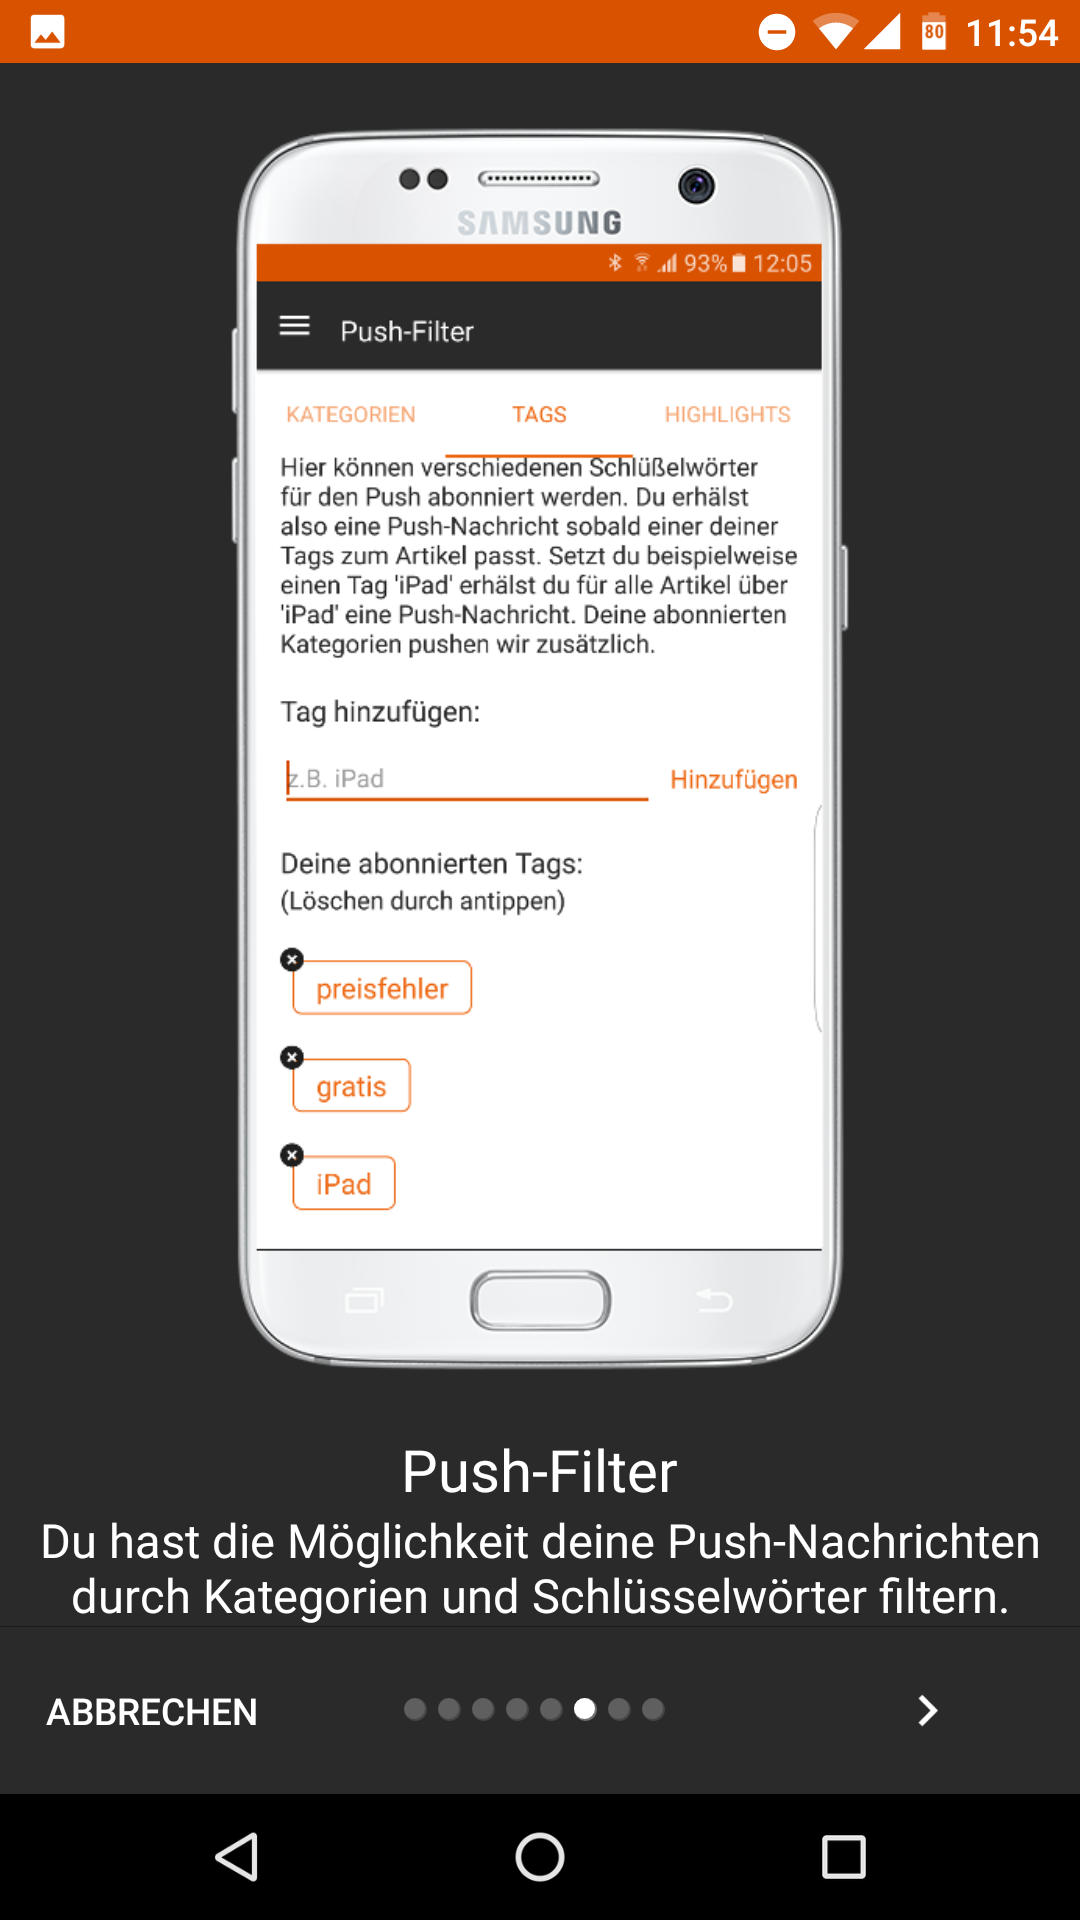 80 11:54
SAMSUNG
93% 12:05
Push-Filter
KATEGORIEN TAGS HIGHLIGHTS
Hier können verschiedenen Schlüßelwörter
für den Push abonniert werden. Du erhälst
also eine Push-Nachricht sobald einer deiner
Tags zum Artikel passt. Setzt du beispielweise
einen Tag 'iPad' erhälst du für alle Artikel über
'iPad' eine Push-Nachricht. Deine abonnierten
Kategorien pushen wir zusätzlich.
Tag hinzufügen:
z.B. iPad Hinzufügen
Deine abonnierten Tags:
(Löschen durch antippen)
preisfehler
gratis
iPad
Push-Filter
Du hast die Möglichkeit deine Push-Nachrichten
durch Kategorien und Schlüsselwörter filtern.
ABBRECHEN